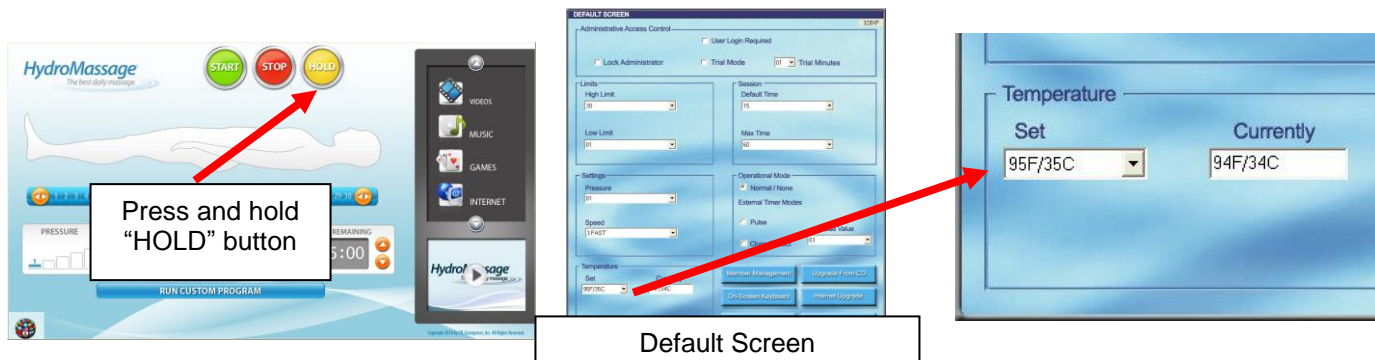 HydroMassage
The best daily massage.
START
STOP
HOLD
VIDEOS
MUSIC
GAMES
INTERNET
Press and hold
“HOLD” button
PRESSURE
REMAINING
5:00
RUN CUSTOM PROGRAM
DEFAULT SCREEN
Administrative Access Control
User Login Required
Lock Administrator
Trial Mode
01
Trial Minutes
Limits
High Limit
30
Low Limit
01
Session
Default Time
15
Max Time
60
Settings
Pressure
01
Speed
3.FAST
Operational Mode
Normal / None
External Timer Modes
Pulse
Value
Temperature
Set
95F/35C
Member Management
Upgrade From CD
On-Screen Keyboard
Internet Upgrade
Default Screen
Temperature
Set
Currently
95F/35C
94F/34C